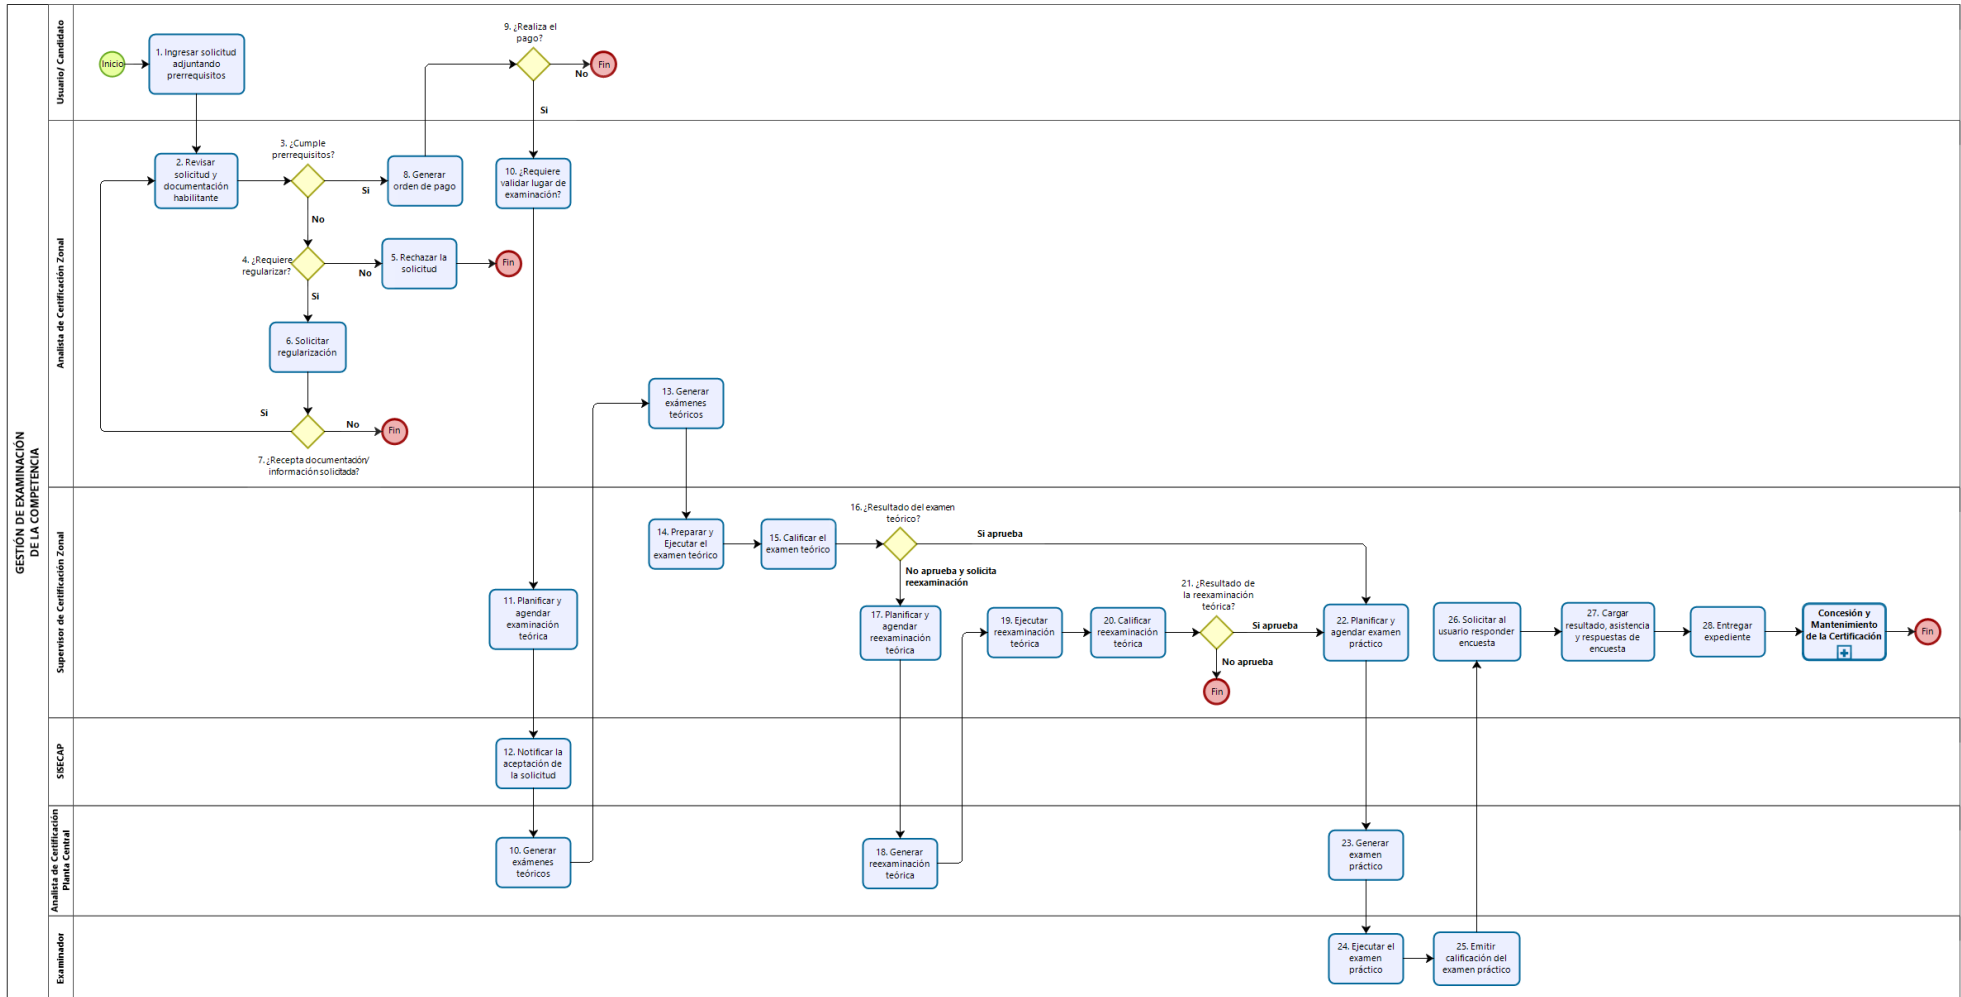 GESTIÓN DE EXAMINACIÓN
DE LA COMPETENCIA
Usuario/ Candidato
Inicio
1. Ingresar solicitud
adjuntando
prerrequisitos
9. ¿Realiza el
pago?
No
Fin
Si
Analista de Certificación Zonal
2. Revisar
solicitud y
documentación
habilitante
3. ¿Cumple
prerrequisitos?
Si
8. Generar
orden de pago
10. ¿Requiere
validar lugar de
examinación?
No
4. ¿Requiere
regularizar?
No
5. Rechazar la
solicitud
Fin
Si
6. Solicitar
regularización
Si
No
Fin
7. ¿Recepta documentación/
información solicitada?
13. Generar
exámenes
teóricos
Supervisor de Certificación Zonal
11. Planificar y
agendar
examinación
teórica
14. Preparar y
Ejecutar el
examen teórico
15. Calificar el
examen teórico
16. ¿Resultado del examen
teórico?
Si aprueba
No aprueba y solicita
reexaminación
17. Planificar y
agendar
reexaminación
teórica
19. Ejecutar
reexaminación
teórica
20. Calificar
reexaminación
teórica
21. ¿Resultado de
la reexaminación
teórica?
Si aprueba
No aprueba
Fin
22. Planificar y
agendar examen
práctico
26. Solicitar al
usuario responder
encuesta
27. Cargar
resultado, asistencia
y respuestas de
encuesta
28. Entregar
expediente
Concesión y
Mantenimiento
de la Certificación
Fin
SISECAP
12. Notificar la
aceptación de
la solicitud
Analista de Certificación
Planta Central
10. Generar
exámenes
teóricos
18. Generar
reexaminación
teórica
23. Generar
examen
práctico
Examinador
24. Ejecutar el
examen
práctico
25. Emitir
calificación del
examen práctico